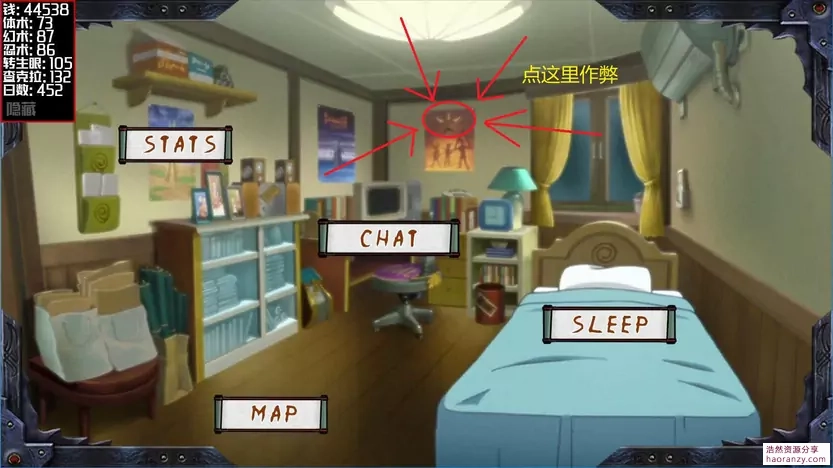 钱: 44538
体术: 73
幻术: 87
忍术: 86
转生眼: 105
查克拉: 132
日数: 452
隐藏
点这里作弊
STATS
CHAT
SLEEP
MAP
浩然资源分享
haoranzy.com